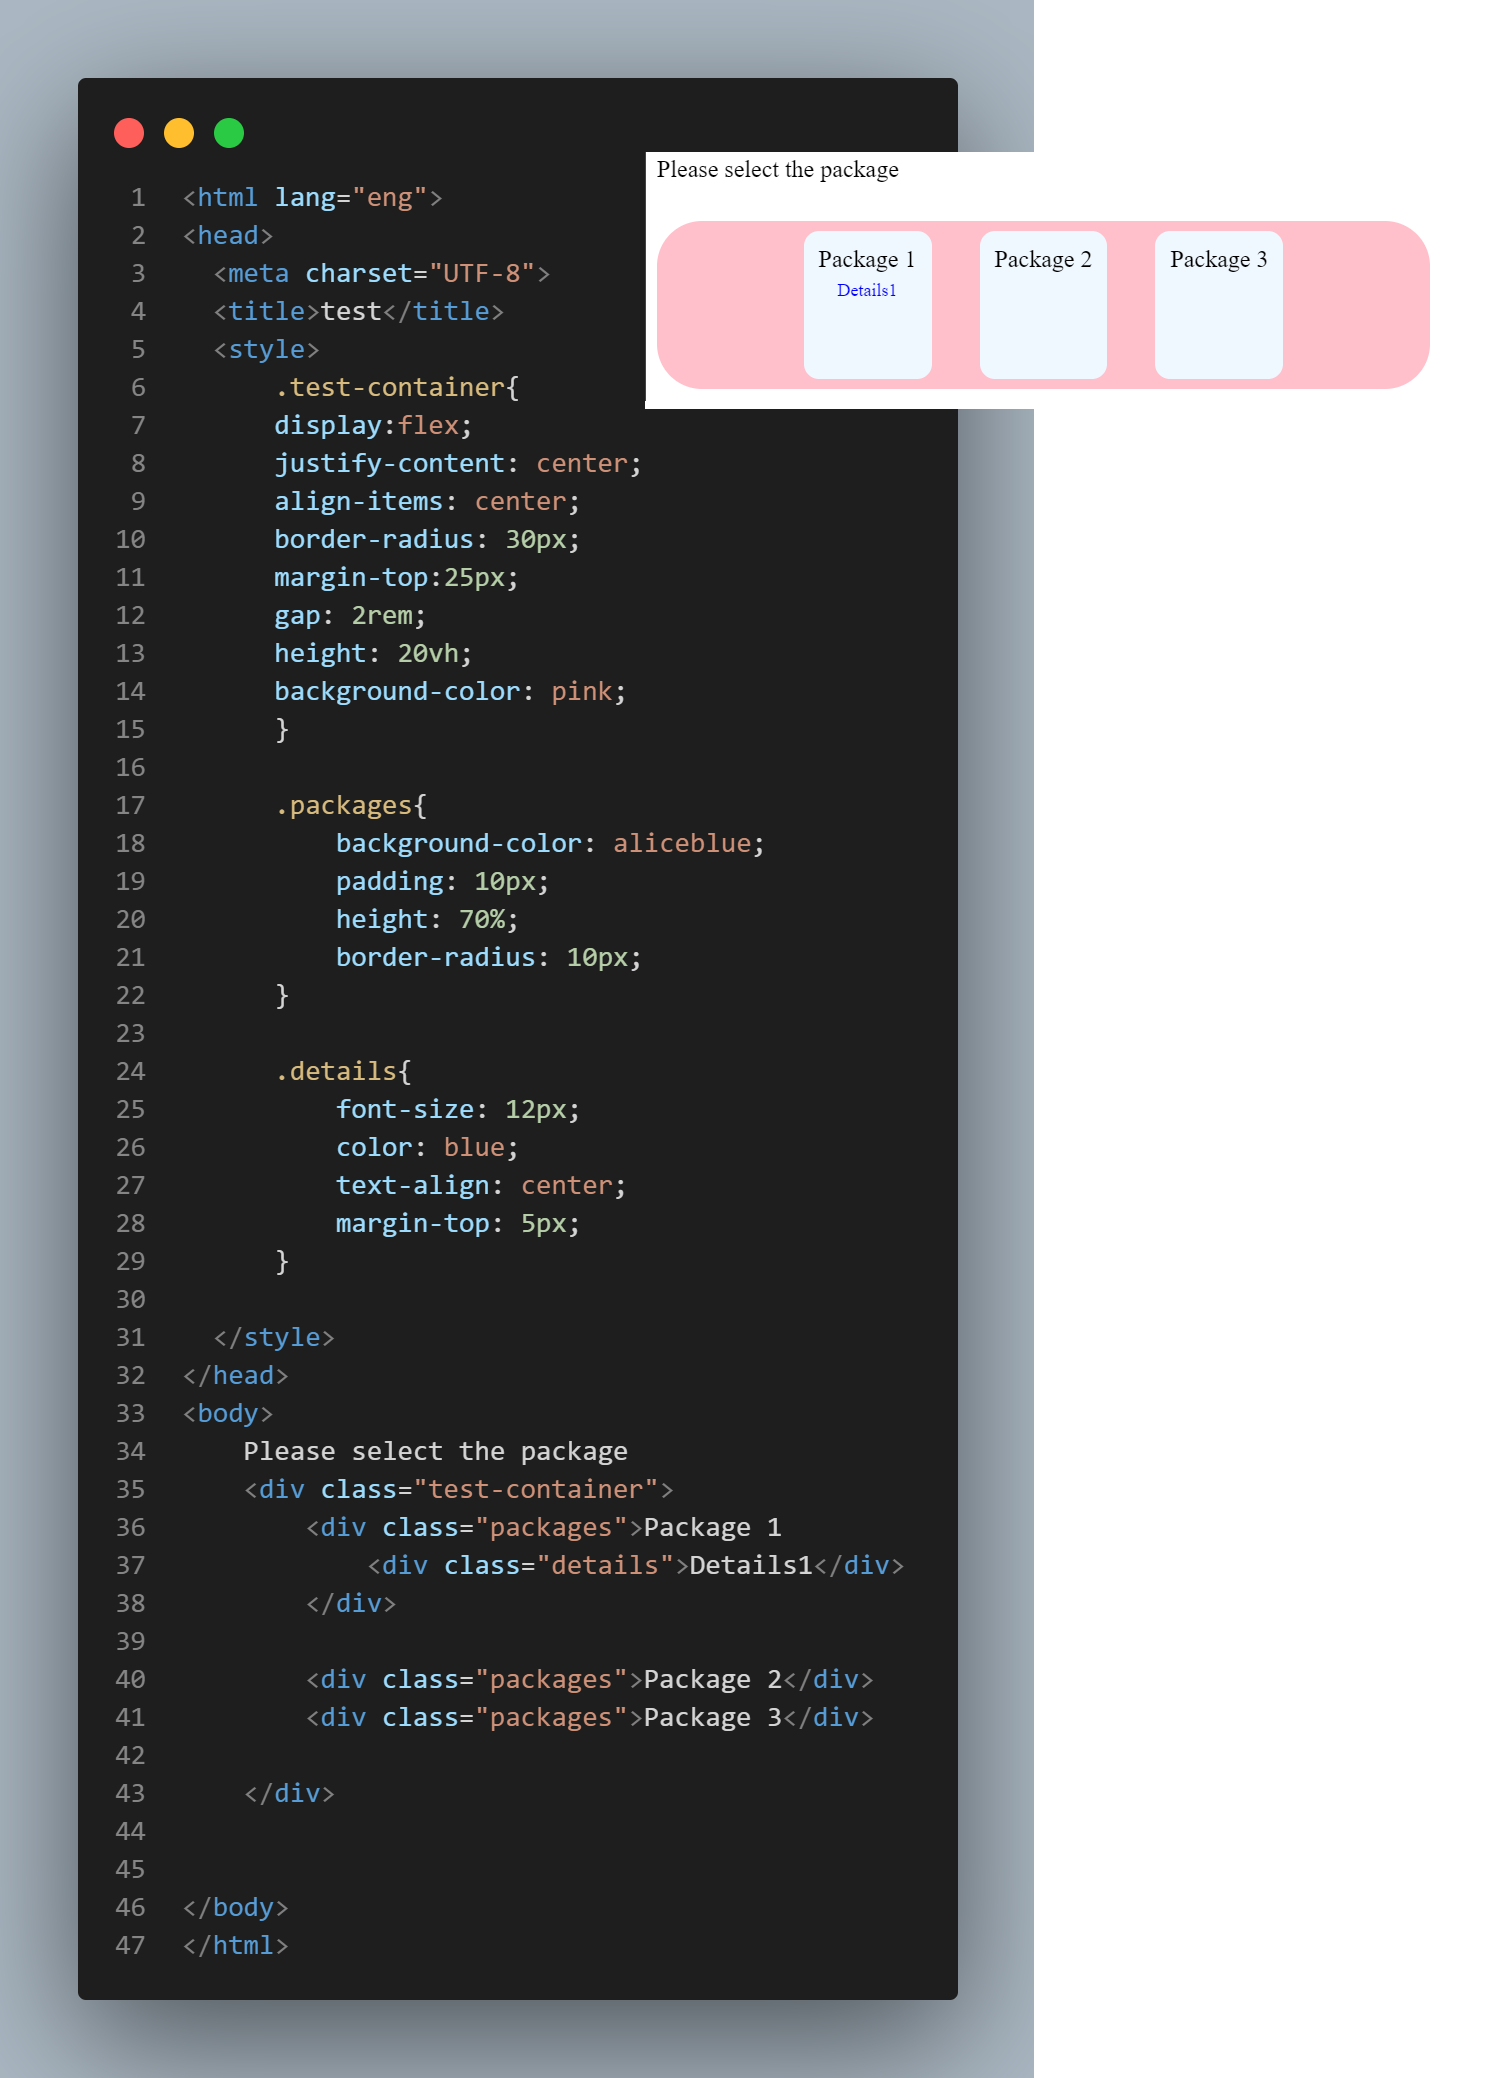 1 <html lang="eng">
2 <head>
3   <meta charset="UTF-8">
4   <title>test</title>
5   <style>
6       .test-container{
7       display:flex;
8       justify-content: center;
9       align-items: center;
10       border-radius: 30px;
11       margin-top:25px;
12       gap: 2rem;
13       height: 20vh;
14       background-color: pink;
15       }
16
17       .packages{
18           background-color: aliceblue;
19           padding: 10px;
20           height: 70%;
21           border-radius: 10px;
22       }
23
24       .details{
25           font-size: 12px;
26           color: blue;
27           text-align: center;
28           margin-top: 5px;
29       }
30
31   </style>
32 </head>
33 <body>
34     Please select the package
35     <div class="test-container">
36         <div class="packages">Package 1
37             <div class="details">Details1</div>
38         </div>
39
40         <div class="packages">Package 2</div>
41         <div class="packages">Package 3</div>
42
43     </div>
44
45
46 </body>
47 </html>
Please select the package
Package 1 Package 2 Package 3
Details1